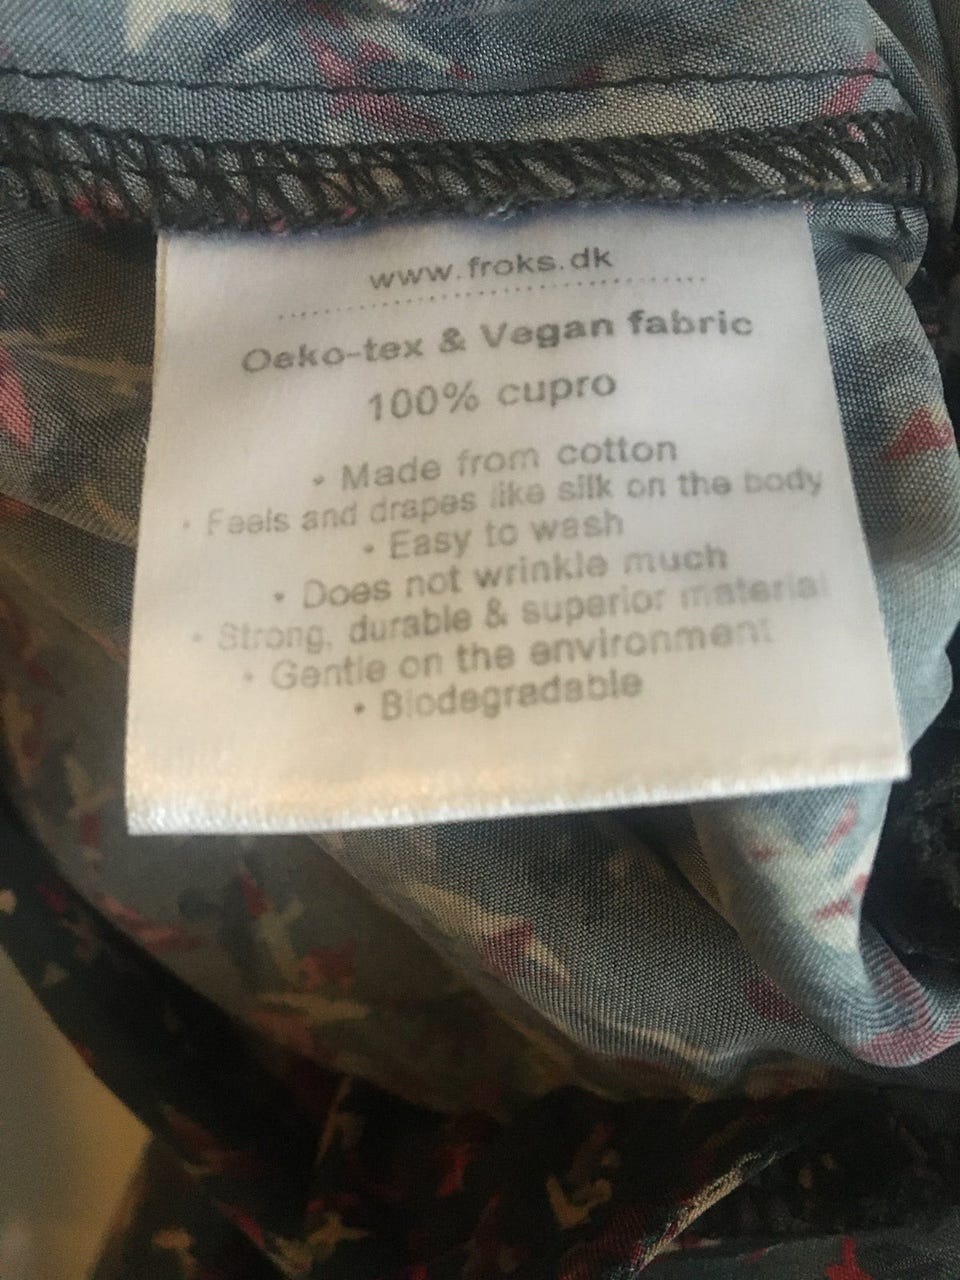 www.froks.dk
Oeko-tex & Vegan fabric
100% cupro
• Made from cotton
• Feels and drapes like silk on the body
• Easy to wash
• Does not wrinkle much
• Strong, durable & superior material
• Gentle on the environment
• Biodegradable